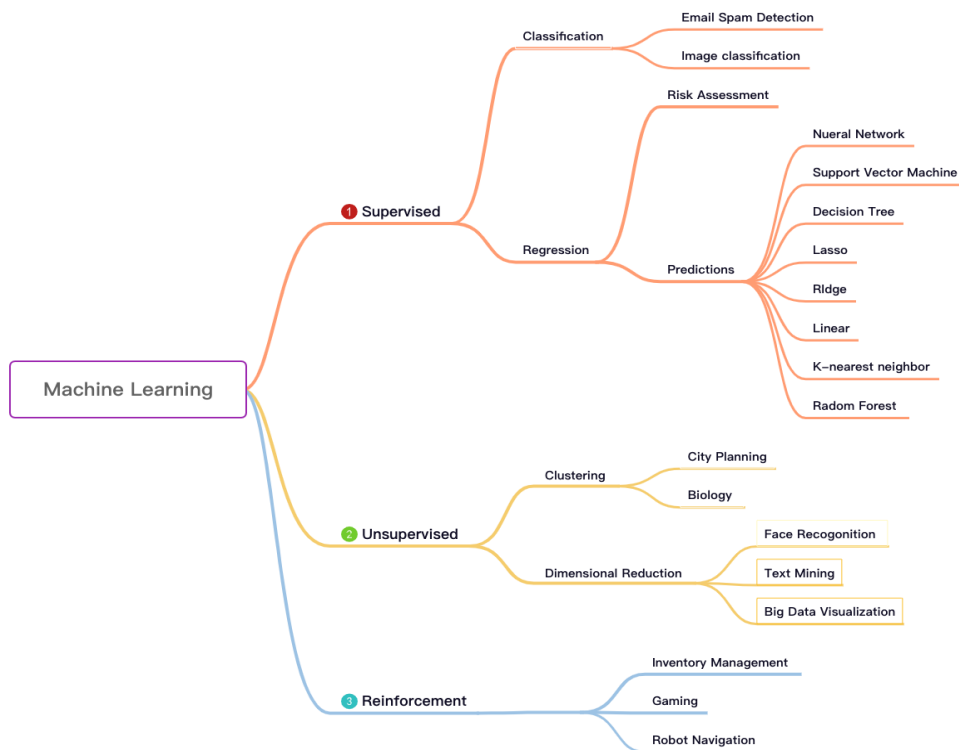 Machine Learning
1 Supervised
Classification
Email Spam Detection
Image classification
Regression
Risk Assessment
Predictions
Nueral Network
Support Vector Machine
Decision Tree
Lasso
RIdge
Linear
K-nearest neighbor
Radom Forest
2 Unsupervised
Clustering
City Planning
Biology
Dimensional Reduction
Face Recogonition
Text Mining
Big Data Visualization
3 Reinforcement
Inventory Management
Gaming
Robot Navigation